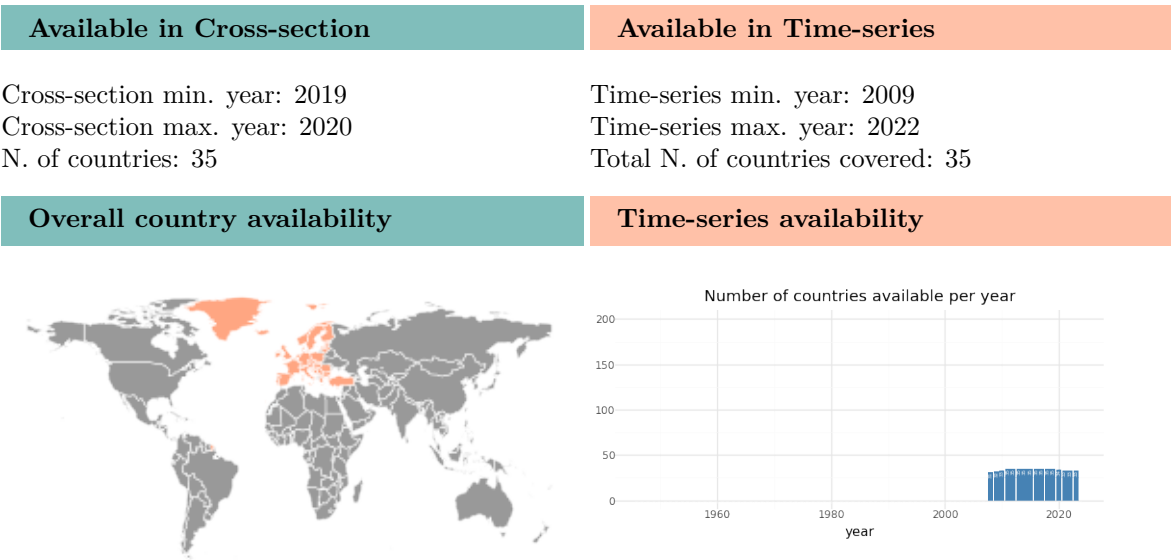 Available in Cross-section
Available in Time-series
Cross-section min. year: 2019
Cross-section max. year: 2020
N. of countries: 35
Time-series min. year: 2009
Time-series max. year: 2022
Total N. of countries covered: 35
Overall country availability
Time-series availability
Number of countries available per year
200
150
100
50
0
1960
1980
2000
2020
year